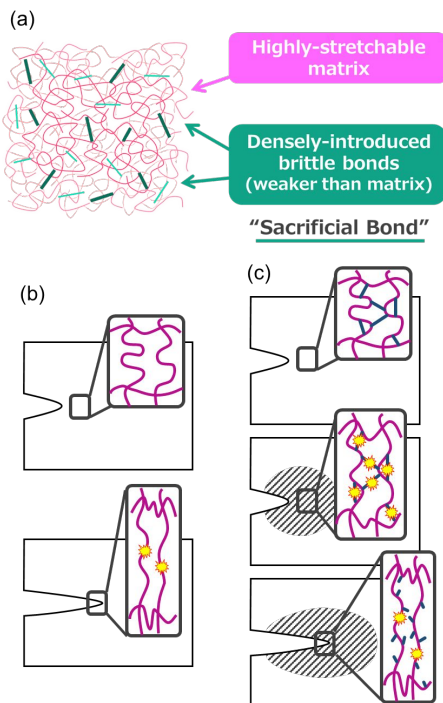 (a)
Highly-stretchable
matrix
Densely-introduced
brittle bonds
(weaker than matrix)
“Sacrificial Bond”
(b)
(c)